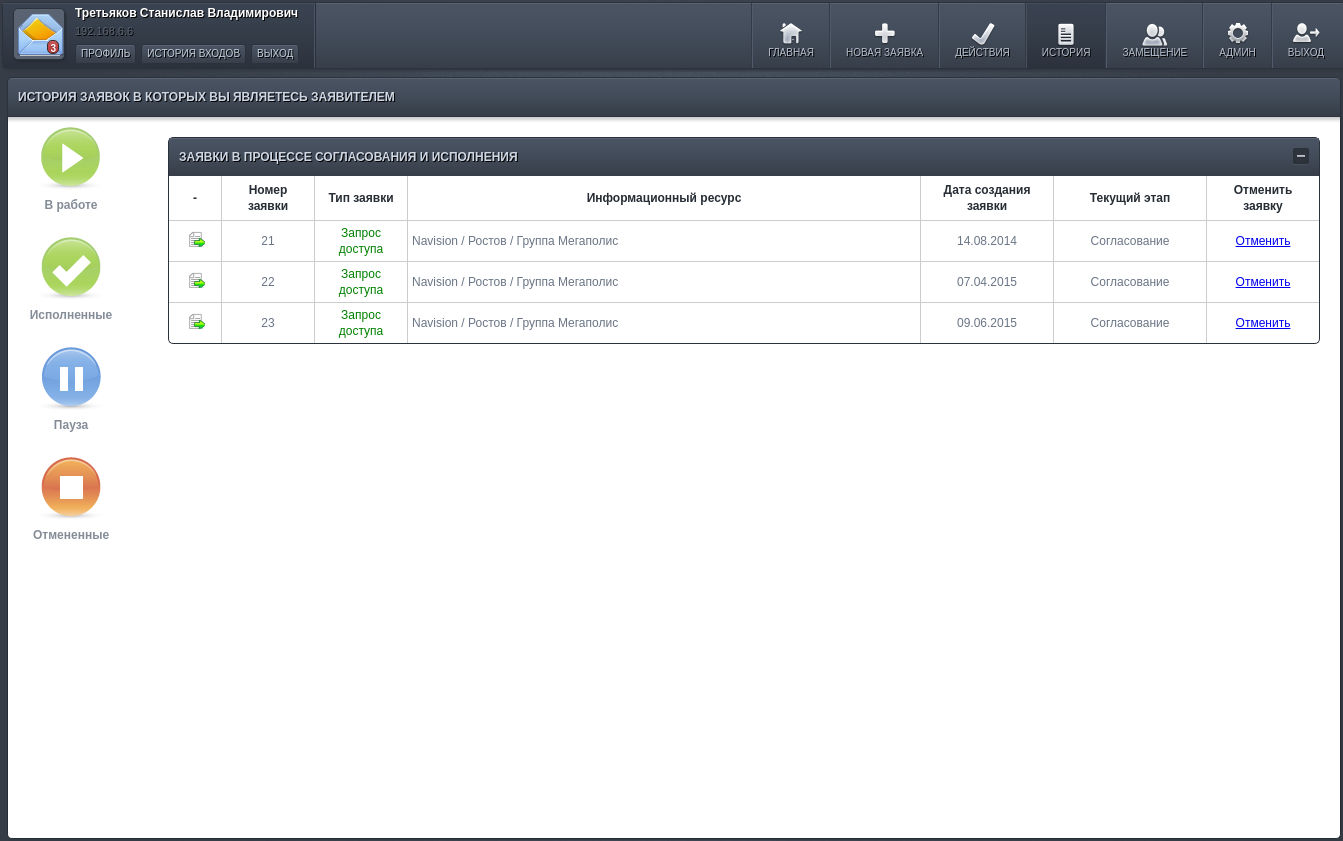 Третьяков Станислав Владимирович
192.168.6.6
ПРОФИЛЬ ИСТОРИЯ ВХОДОВ ВЫХОД
3
ГЛАВНАЯ НОВАЯ ЗАЯВКА ДЕЙСТВИЯ ИСТОРИЯ ЗАМЕЩЕНИЕ АДМИН ВЫХОД
ИСТОРИЯ ЗАЯВОК В КОТОРЫХ ВЫ ЯВЛЯЕТЕСЬ ЗАЯВИТЕЛЕМ
В работе
Исполненные
Пауза
Отмененные
ЗАЯВКИ В ПРОЦЕССЕ СОГЛАСОВАНИЯ И ИСПОЛНЕНИЯ
-
Номер
заявки
Тип заявки
Информационный ресурс
Дата создания
заявки
Текущий этап
Отменить
заявку
21
Запрос
доступа
Navision / Ростов / Группа Мегаполис
14.08.2014
Согласование
Отменить
22
Запрос
доступа
Navision / Ростов / Группа Мегаполис
07.04.2015
Согласование
Отменить
23
Запрос
доступа
Navision / Ростов / Группа Мегаполис
09.06.2015
Согласование
Отменить